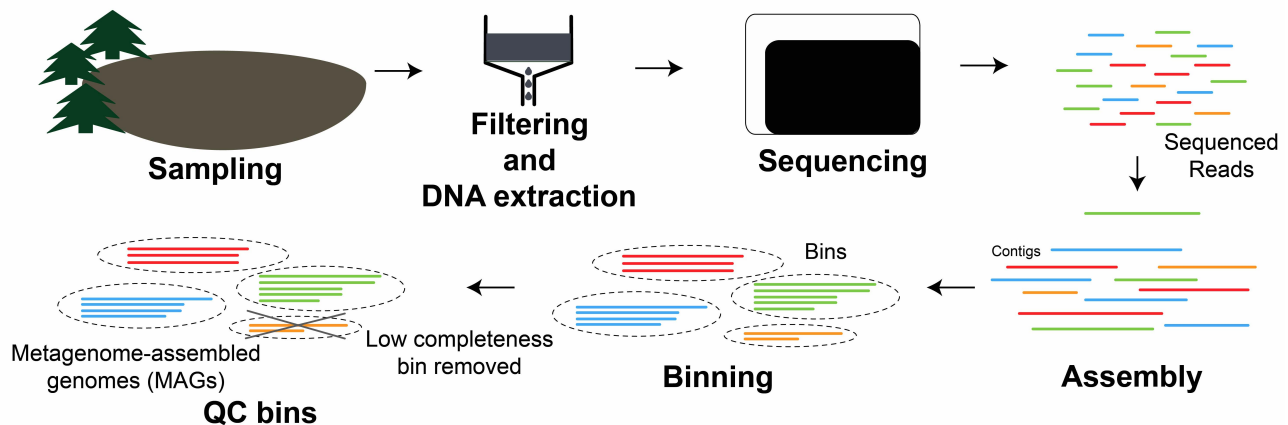 Sampling
Filtering
and
DNA extraction
Sequencing
Sequenced
Reads
Contigs
Assembly
Bins
Binning
Low completeness
bin removed
Metagenome-assembled
genomes (MAGs)
QC bins